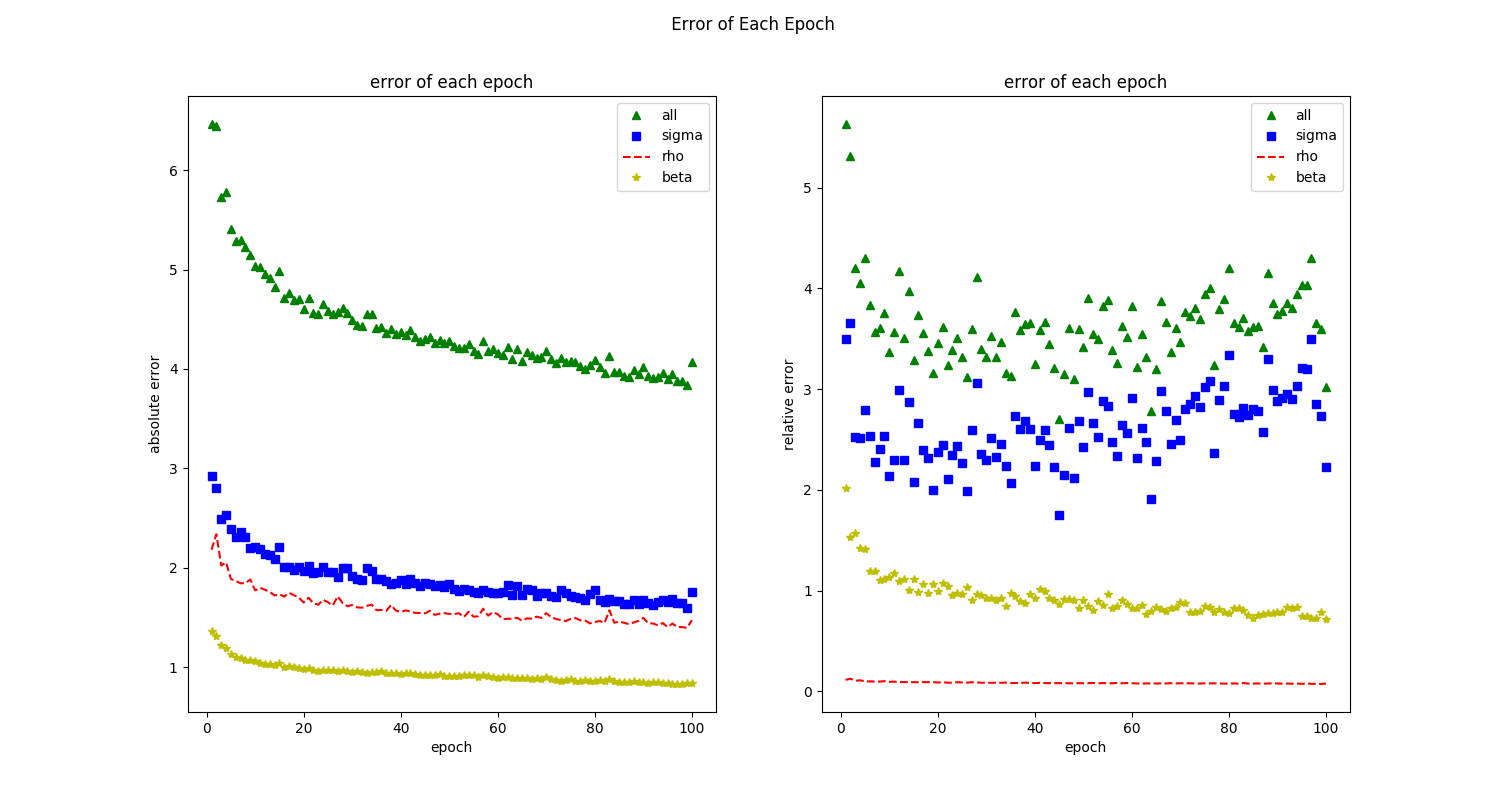 Error of Each Epoch
error of each epoch
all
sigma
rho
beta
6
5
4
3
2
1
absolute error
0
20
40
60
80
100
epoch
error of each epoch
all
sigma
rho
beta
5
4
3
2
1
0
relative error
0
20
40
60
80
100
epoch